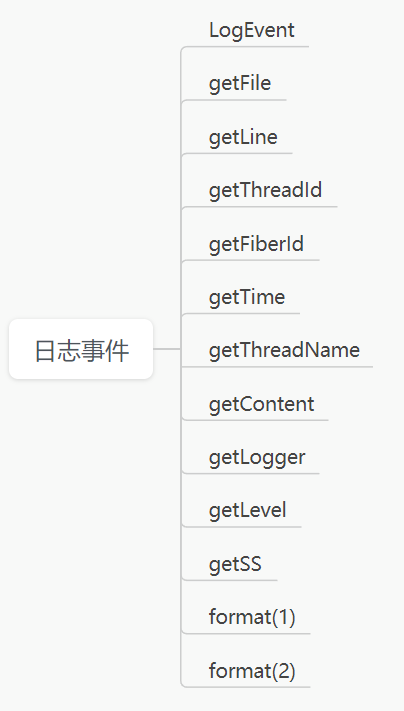 LogEvent
getFile
getLine
getThreadId
getFiberId
getTime
日志事件
getThreadName
getContent
getLogger
getLevel
getSS
format(1)
format(2)